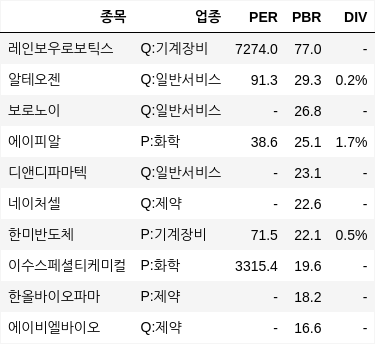 종목 업종 PER PBR DIV
레인보우로보틱스 Q:기계장비 7274.0 77.0 -
알테오젠 Q:일반서비스 91.3 29.3 0.2%
보로노이 Q:일반서비스 - 26.8 -
에이피알 P:화학 38.6 25.1 1.7%
디앤디파마텍 Q:일반서비스 - 23.1 -
네이처셀 Q:제약 - 22.6 -
한미반도체 P:기계장비 71.5 22.1 0.5%
이수스페셜티케미컬 P:화학 3315.4 19.6 -
한올바이오파마 P:제약 - 18.2 -
에이비엘바이오 Q:제약 - 16.6 -